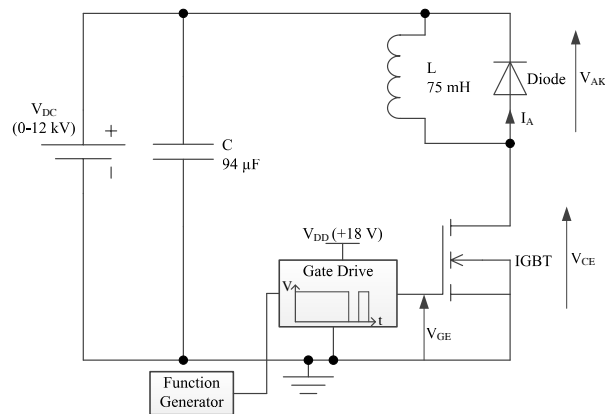 V_DC
(0-12 kV)
+
C
94 µF
L
75 mH
Diode
V_AK
I_A
V_DD (+18 V)
Gate Drive
V
t
IGBT
V_CE
V_GE
Function
Generator